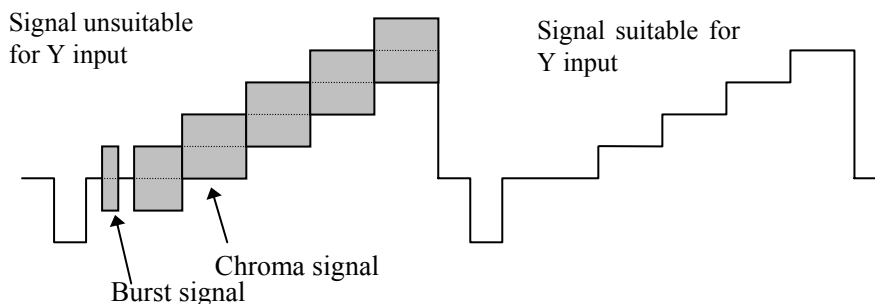 Signal unsuitable
for Y input
Signal suitable for
Y input
Chroma signal
Burst signal